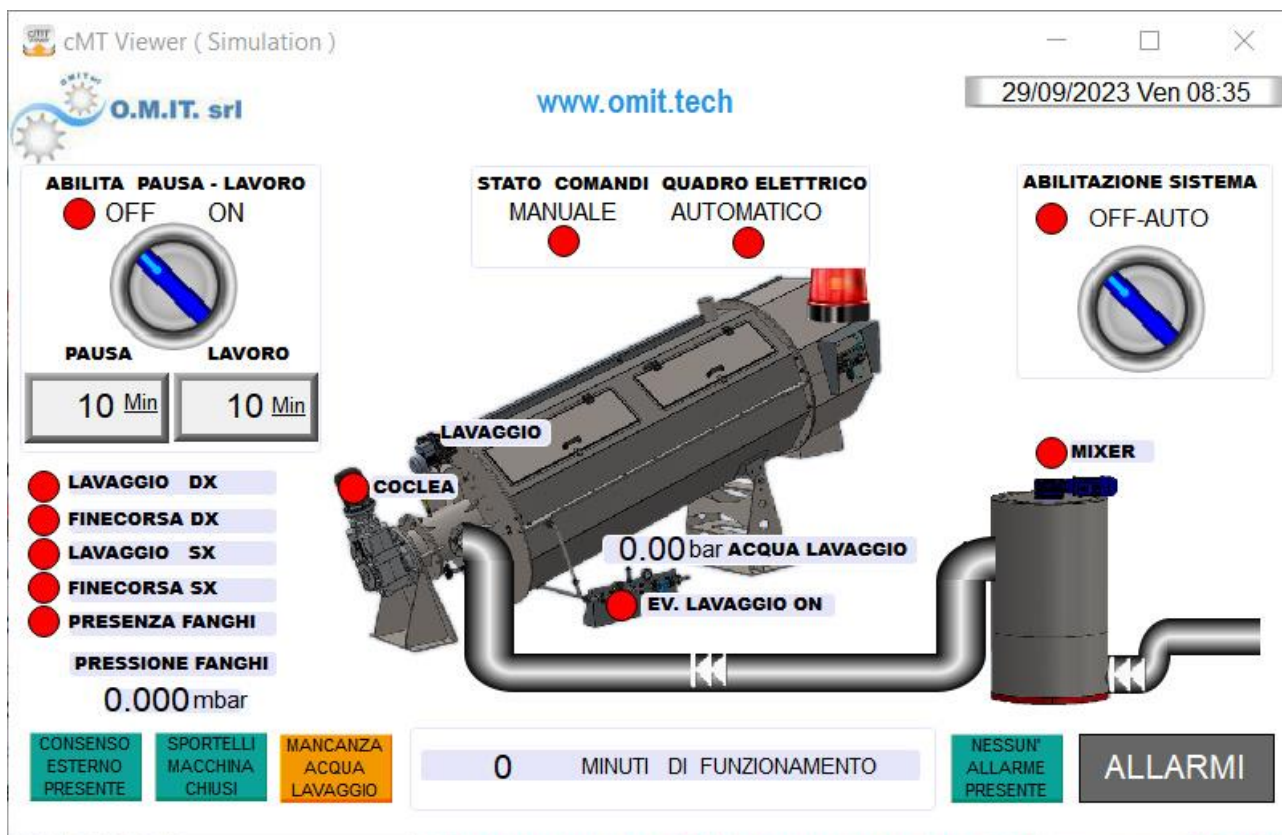 cMT Viewer ( Simulation )
OMIT srl
O.M.IT. srl
www.omit.tech
29/09/2023 Ven 08:35
ABILITA PAUSA - LAVORO
OFF ON
PAUSA LAVORO
10 Min 10 Min
STATO COMANDI QUADRO ELETTRICO
MANUALE AUTOMATICO
ABILITAZIONE SISTEMA
OFF-AUTO
LAVAGGIO
COCLEA
MIXER
LAVAGGIO DX
FINECORSA DX
LAVAGGIO SX
FINECORSA SX
PRESENZA FANGHI
0.00 bar ACQUA LAVAGGIO
EV. LAVAGGIO ON
PRESSIONE FANGHI
0.000 mbar
CONSENSO
ESTERNO
PRESENTE
SPORTELLI
MACCHINA
CHIUSI
MANCANZA
ACQUA
LAVAGGIO
0 MINUTI DI FUNZIONAMENTO
NESSUN'
ALLARME
PRESENTE
ALLARMI